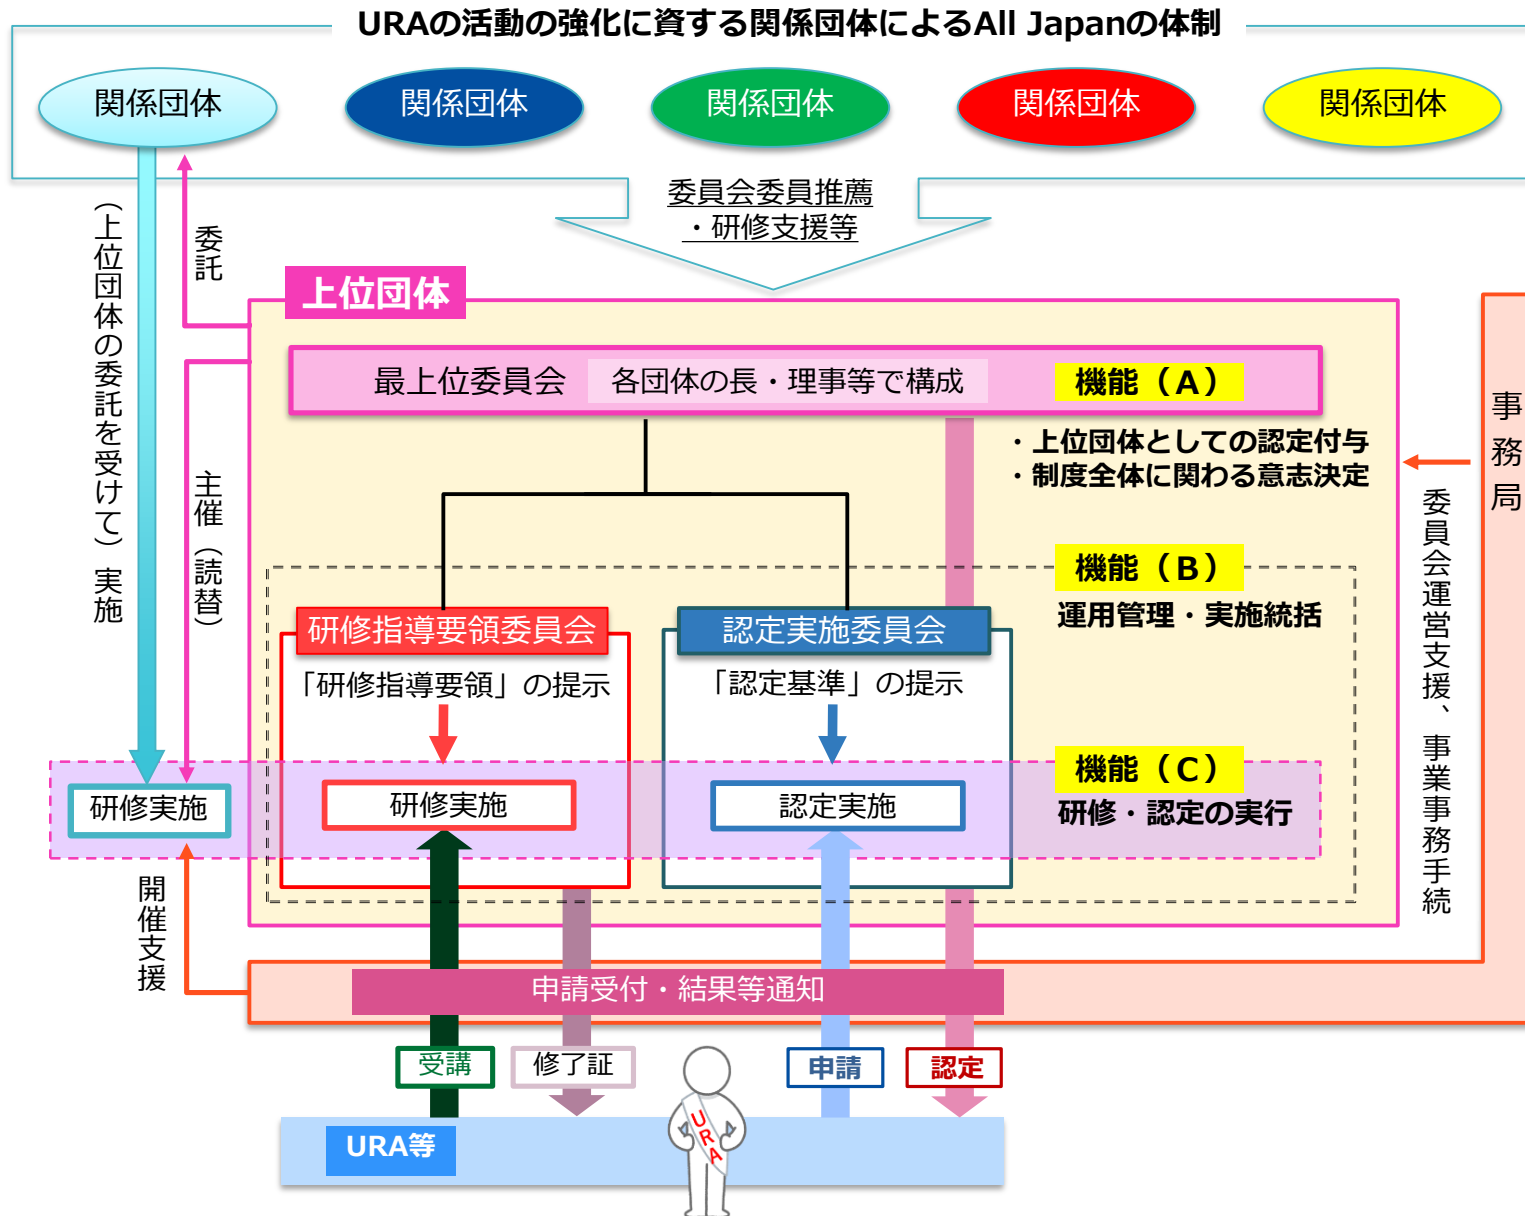 URAの活動の強化に資する関係団体によるAll Japanの体制
関係団体
関係団体
関係団体
関係団体
関係団体
委員会委員推薦
・研修支援等
（上位団体の委託を受けて）実施
委託
上位団体
最上位委員会
各団体の長・理事等で構成
機能（A）
・上位団体としての認定付与
・制度全体に関わる意志決定
事務局
委員会運営支援、事業事務手続
主催（読替）
機能（B）
運用管理・実施統括
研修指導要領委員会
認定実施委員会
「研修指導要領」の提示
「認定基準」の提示
機能（C）
研修・認定の実行
研修実施
研修実施
認定実施
開催支援
申請受付・結果等通知
受講
修了証
申請
認定
URA等
URA